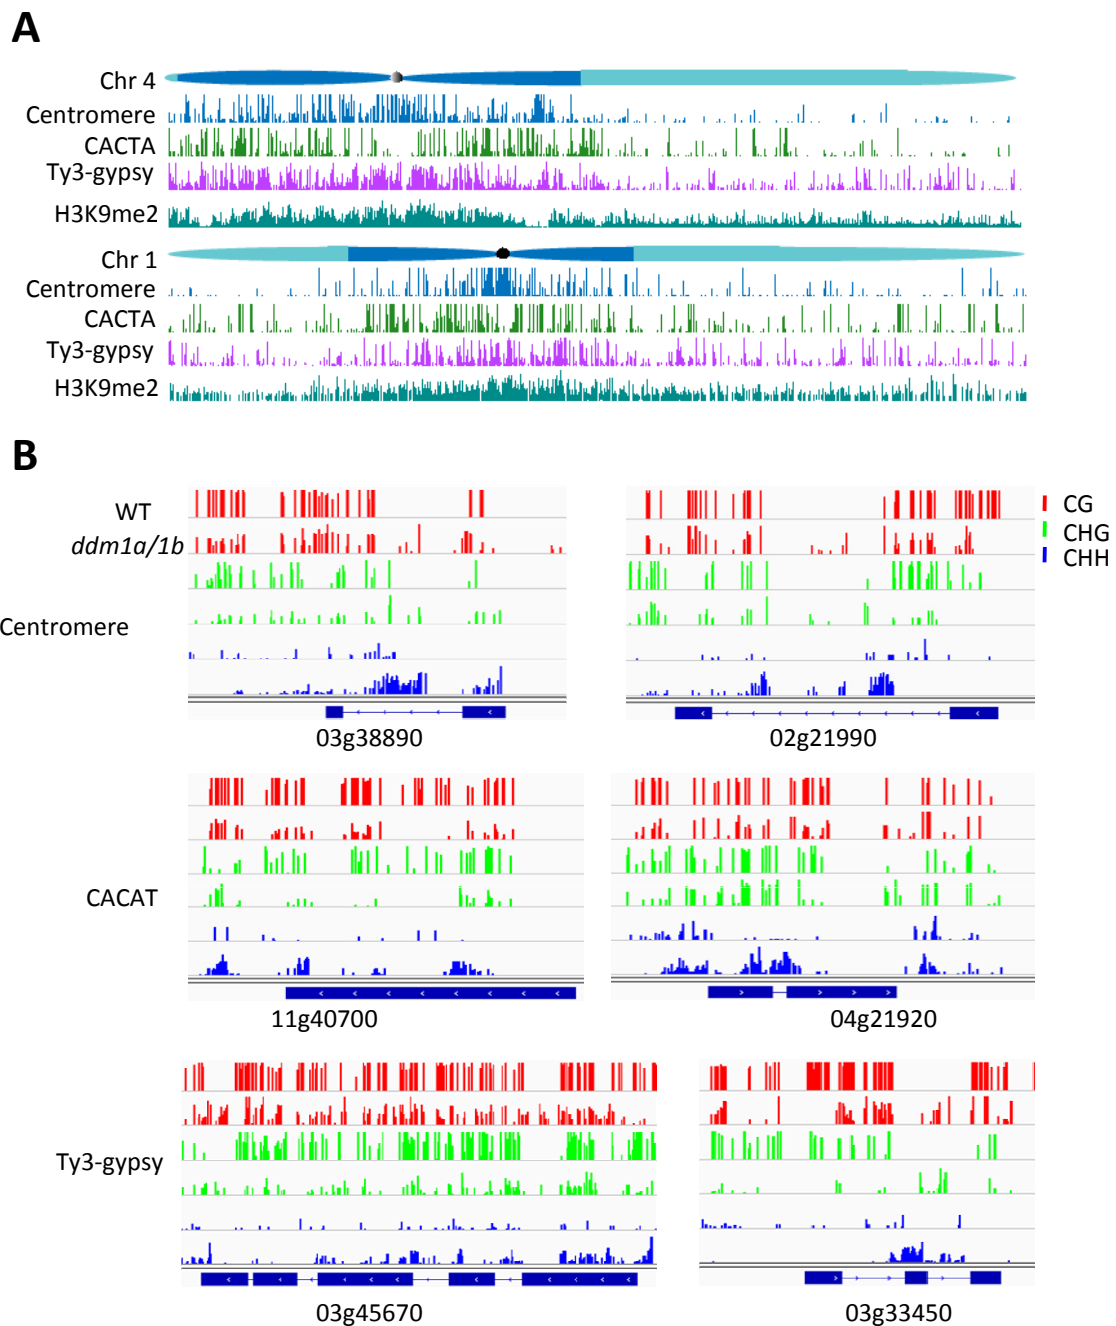 A
Chr 4
Centromere
CACTA
Ty3-gypsy
H3K9me2
Chr 1
Centromere
CACTA
Ty3-gypsy
H3K9me2
B
WT
ddm1a/1b
CG
CHG
CHH
Centromere
03g38890
02g21990
CACAT
11g40700
04g21920
Ty3-gypsy
03g45670
03g33450